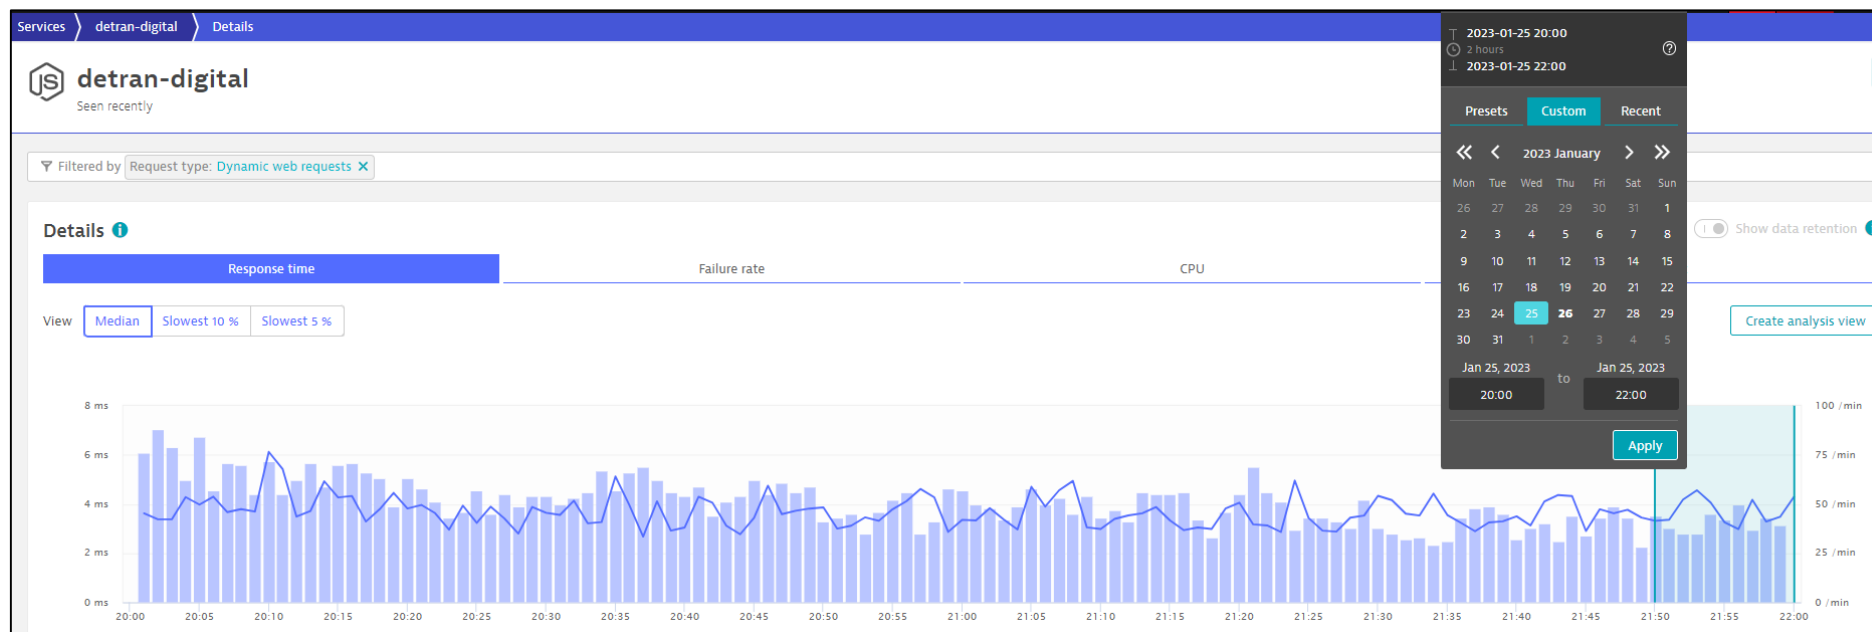 Services detran-digital Details
JS
detran-digital
Seen recently
Filtered by Request type: Dynamic web requests
Details
Response time Failure rate CPU
View Median Slowest 10 % Slowest 5 %
Create analysis view
Show data retention
2023-01-25 20:00
2 hours
2023-01-25 22:00
Presets Custom Recent
2023 January
Mon Tue Wed Thu Fri Sat Sun
26 27 28 29 30 31 1
2 3 4 5 6 7 8
9 10 11 12 13 14 15
16 17 18 19 20 21 22
23 24 25 26 27 28 29
30 31 1 2 3 4 5
Jan 25, 2023 to Jan 25, 2023
20:00 22:00
Apply
8 ms
6 ms
4 ms
2 ms
0 ms
100 /min
75 /min
50 /min
25 /min
0 /min
20:00 20:05 20:10 20:15 20:20 20:25 20:30 20:35 20:40 20:45 20:50 20:55 21:00 21:05 21:10 21:15 21:20 21:25 21:30 21:35 21:40 21:45 21:50 21:55 22:00